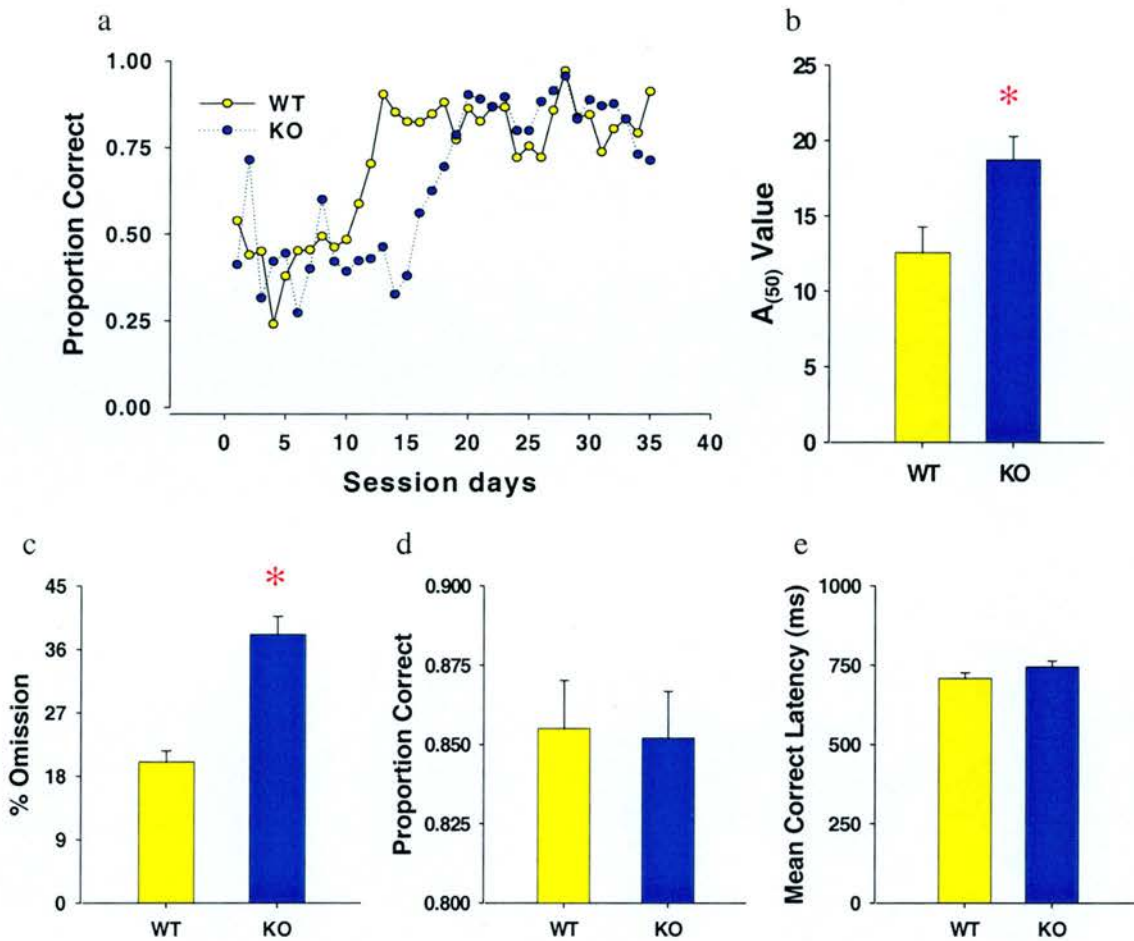 a
1.00
0.75
0.50
0.25
0.00
Proportion Correct
WT
KO
0 5 10 15 20 25 30 35 40
Session days
b
25
20
15
10
5
0
A(50) Value
*
WT KO
c
45
36
27
18
9
0
% Omission
*
WT KO
d
0.900
0.875
0.850
0.825
0.800
Proportion Correct
WT KO
e
1000
750
500
250
0
Mean Correct Latency (ms)
WT KO